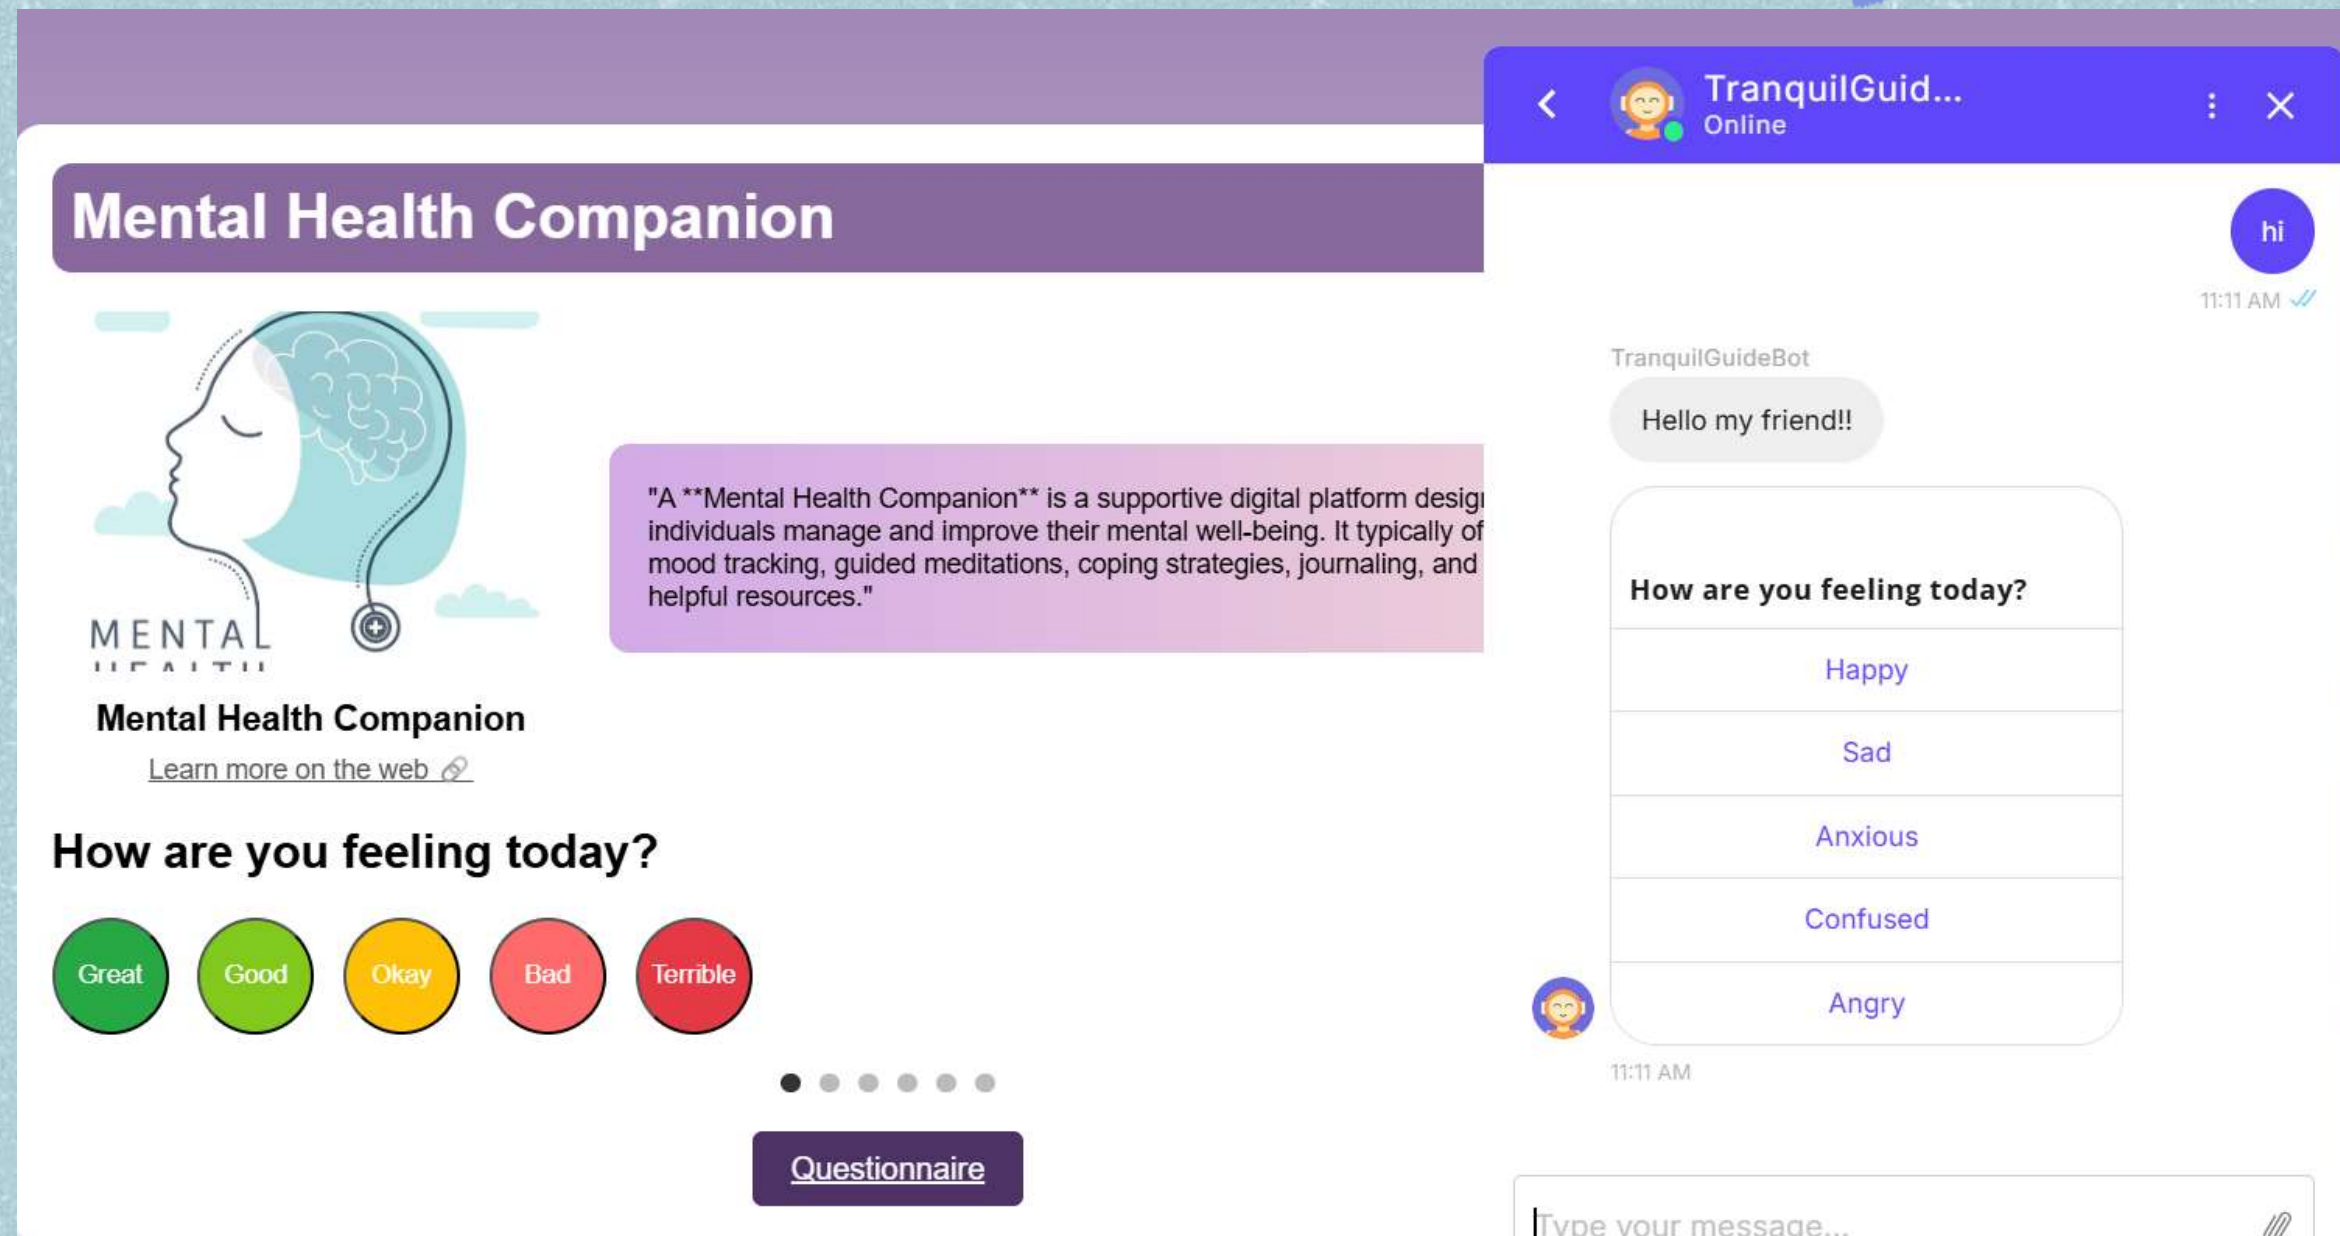 Mental Health Companion
MENTAL
HEALTH
"A **Mental Health Companion** is a supportive digital platform
individuals manage and improve their mental well-being. It typically
mood tracking, guided meditations, coping strategies, journaling, and
helpful resources."
Mental Health Companion
Learn more on the web
How are you feeling today?
Great
Good
Okay
Bad
Terrible
Questionnaire
TranquilGuid...
Online
hi
11:11 AM
TranquilGuideBot
Hello my friend!!
How are you feeling today?
Happy
Sad
Anxious
Confused
Angry
11:11 AM
Type your message...